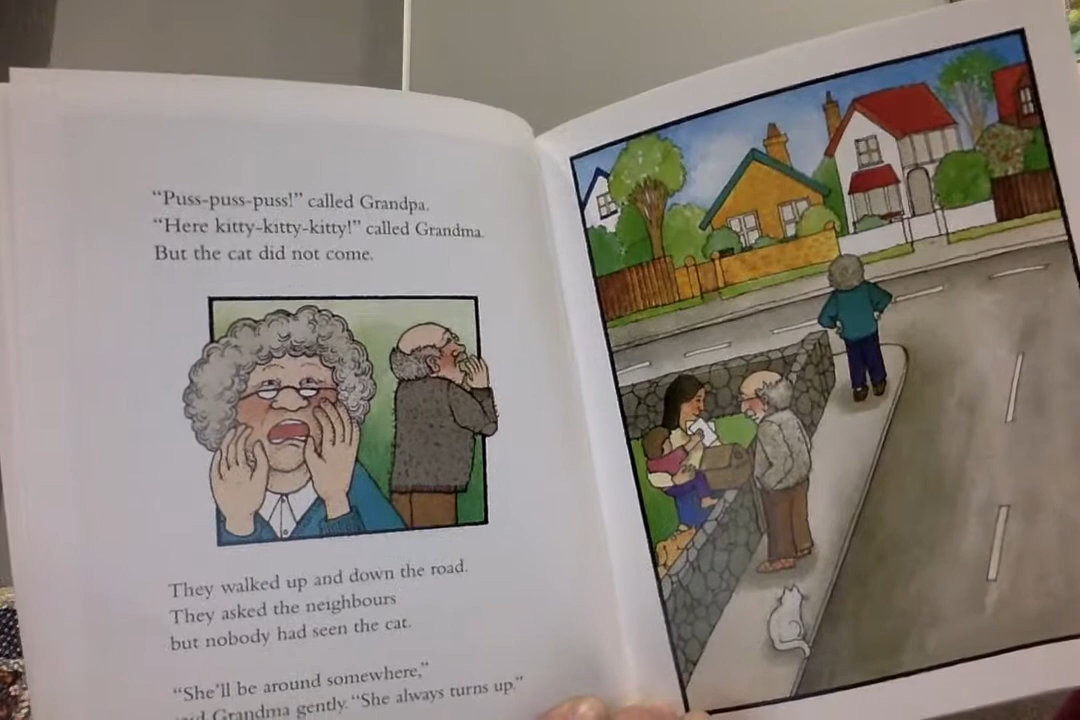 “Puss-puss-puss!” called Grandpa.
“Here kitty-kitty-kitty!” called Grandma.
But the cat did not come.
They walked up and down the road.
They asked the neighbours
but nobody had seen the cat.
“She’ll be around somewhere,”
Grandma gently. “She always turns up.”